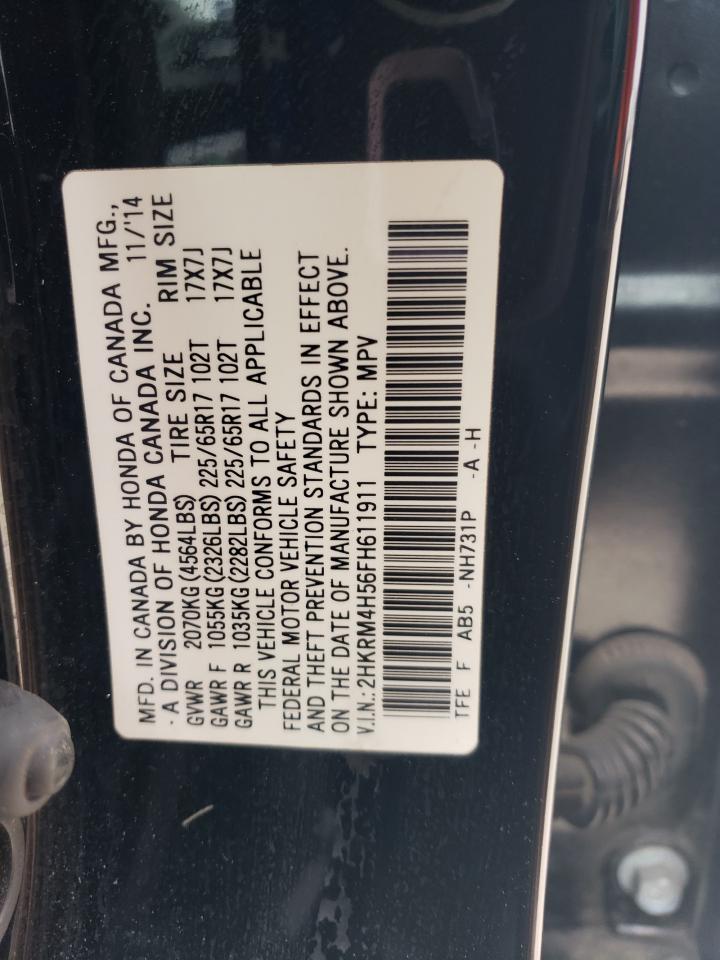 MFD. IN CANADA BY HONDA OF CANADA MFG.,
- A DIVISION OF HONDA CANADA INC. 11/'14
GVWR 2070KG(4564LBS) TIRE SIZE RIM SIZE
GAWR F 1055KG(2326LBS) 225/65R17 102T 17X7J
GAWR R 1035KG(2282LBS) 225/65R17 102T 17X7J
THIS VEHICLE CONFORMS TO ALL APPLICABLE
FEDERAL MOTOR VEHICLE SAFETY
AND THEFT PREVENTION STANDARDS IN EFFECT
ON THE DATE OF MANUFACTURE SHOWN ABOVE.
V.I.N.:2HKRM4H56FH611911 TYPE: MPV
TFE F AB5 -NH731P -A -H